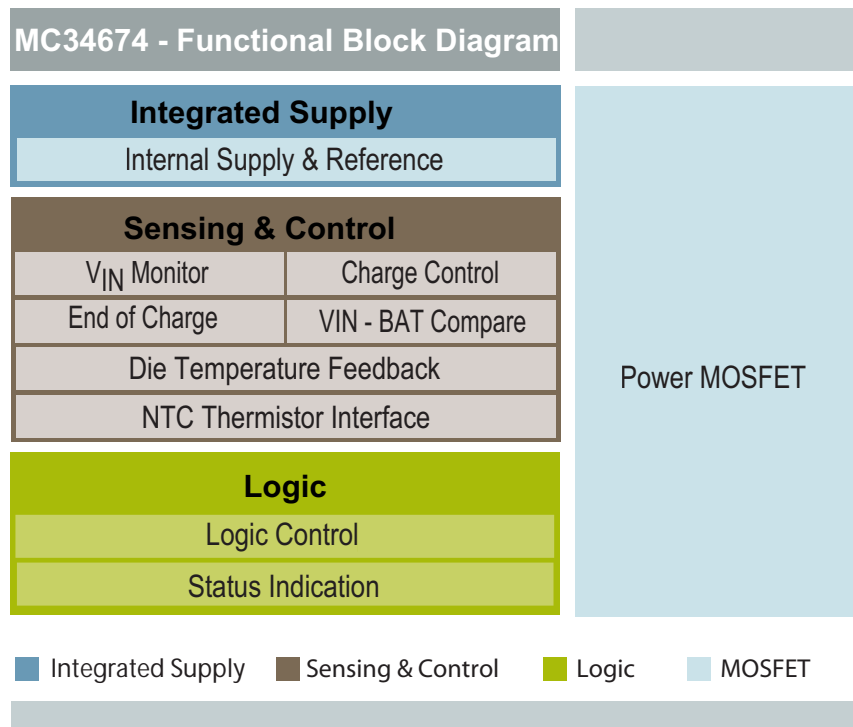 MC34674 - Functional Block Diagram
Integrated Supply
Internal Supply & Reference
Sensing & Control
VIN Monitor
Charge Control
End of Charge
VIN - BAT Compare
Die Temperature Feedback
NTC Thermistor Interface
Power MOSFET
Logic
Logic Control
Status Indication
Integrated Supply
Sensing & Control
Logic
MOSFET